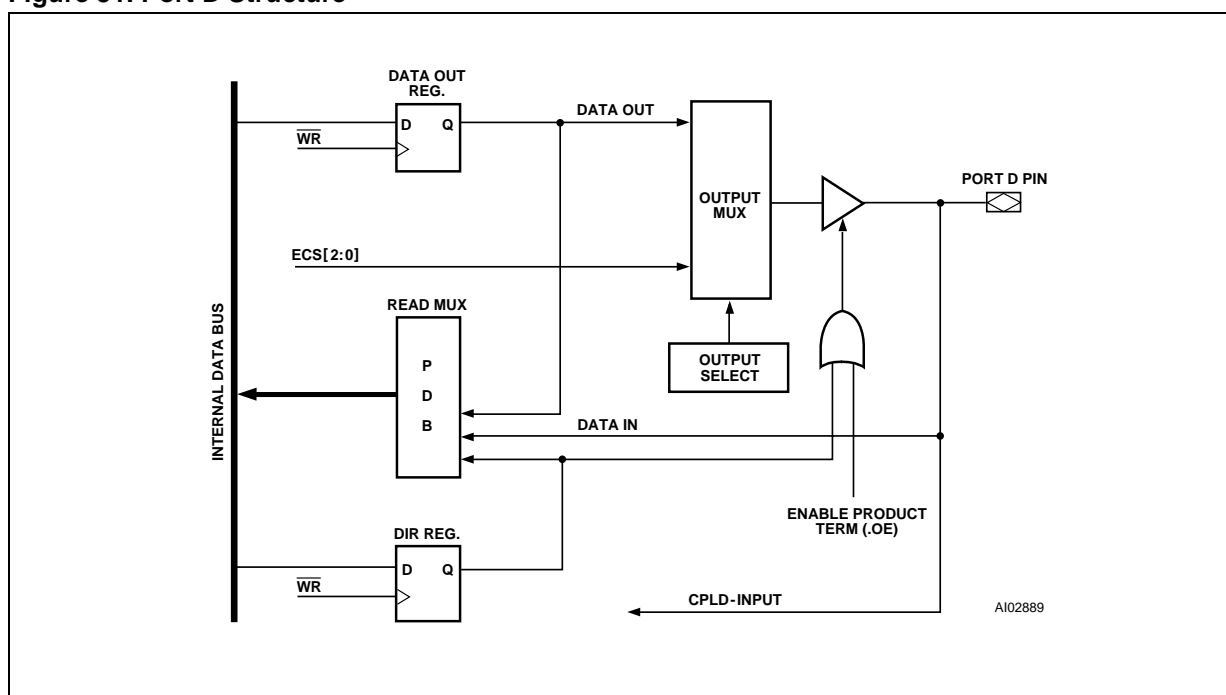 DATA OUT
REG.
D Q
WR
DATA OUT
OUTPUT
MUX
PORT D PIN
ECS[2:0]
READ MUX
P
D
B
OUTPUT
SELECT
INTERNAL DATA BUS
DATA IN
ENABLE PRODUCT
TERM (.OE)
DIR REG.
D Q
WR
CPLD-INPUT
AI02889